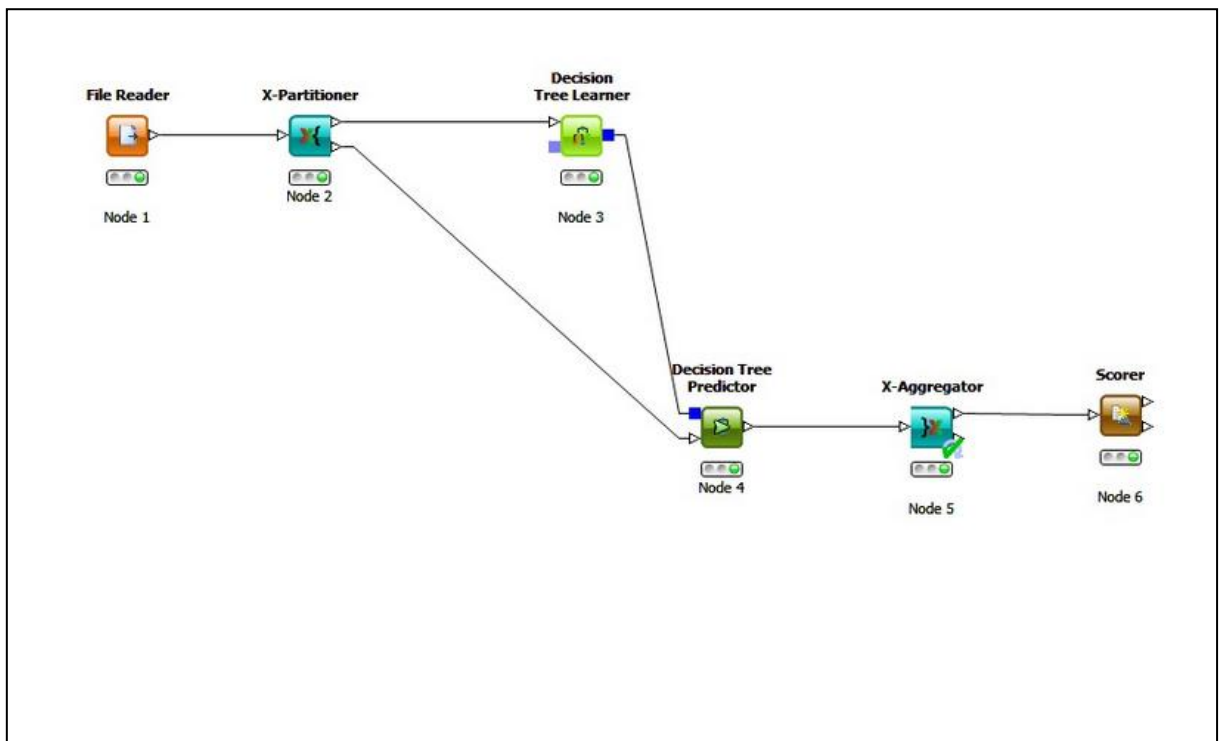 File Reader
Node 1
X-Partitioner
Node 2
Decision
Tree Learner
Node 3
Decision Tree
Predictor
Node 4
X-Aggregator
Node 5
Scorer
Node 6